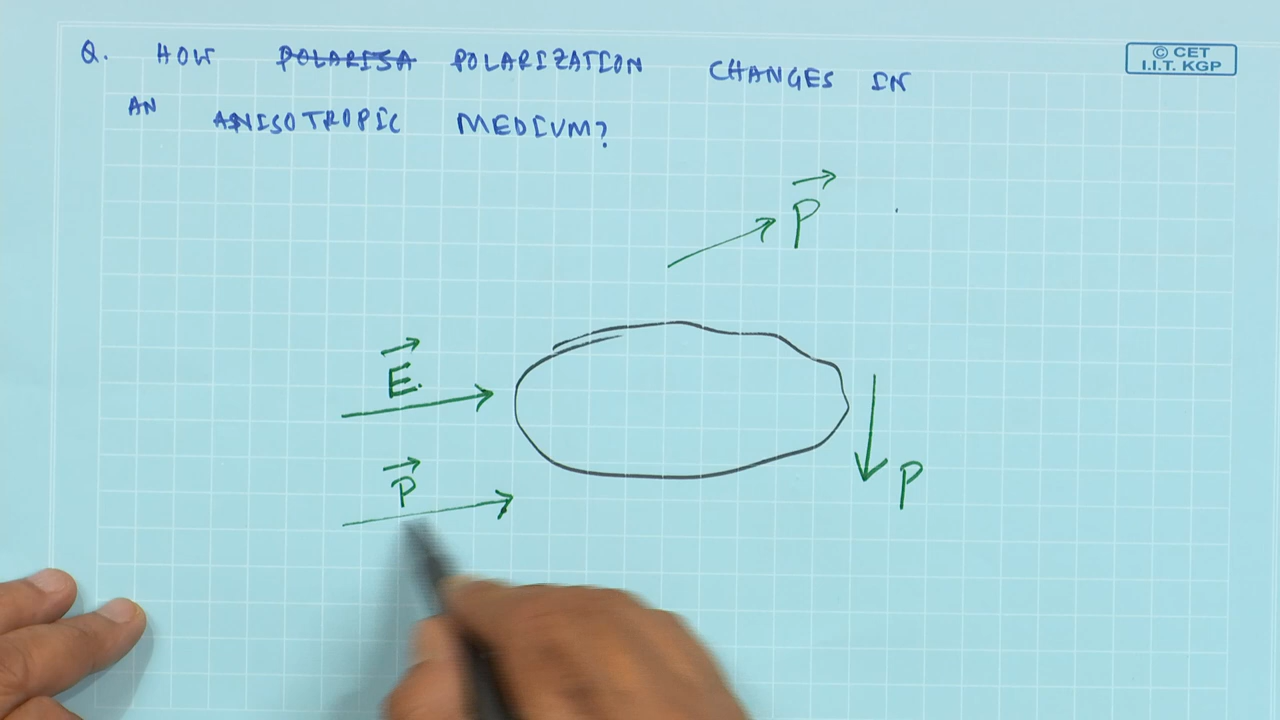 Q. HOW POLARISA POLARIZATION CHANGES IN
© CET
I.I.T. KGP
AN ANISOTROPIC MEDIUM?
P
E.
P
P